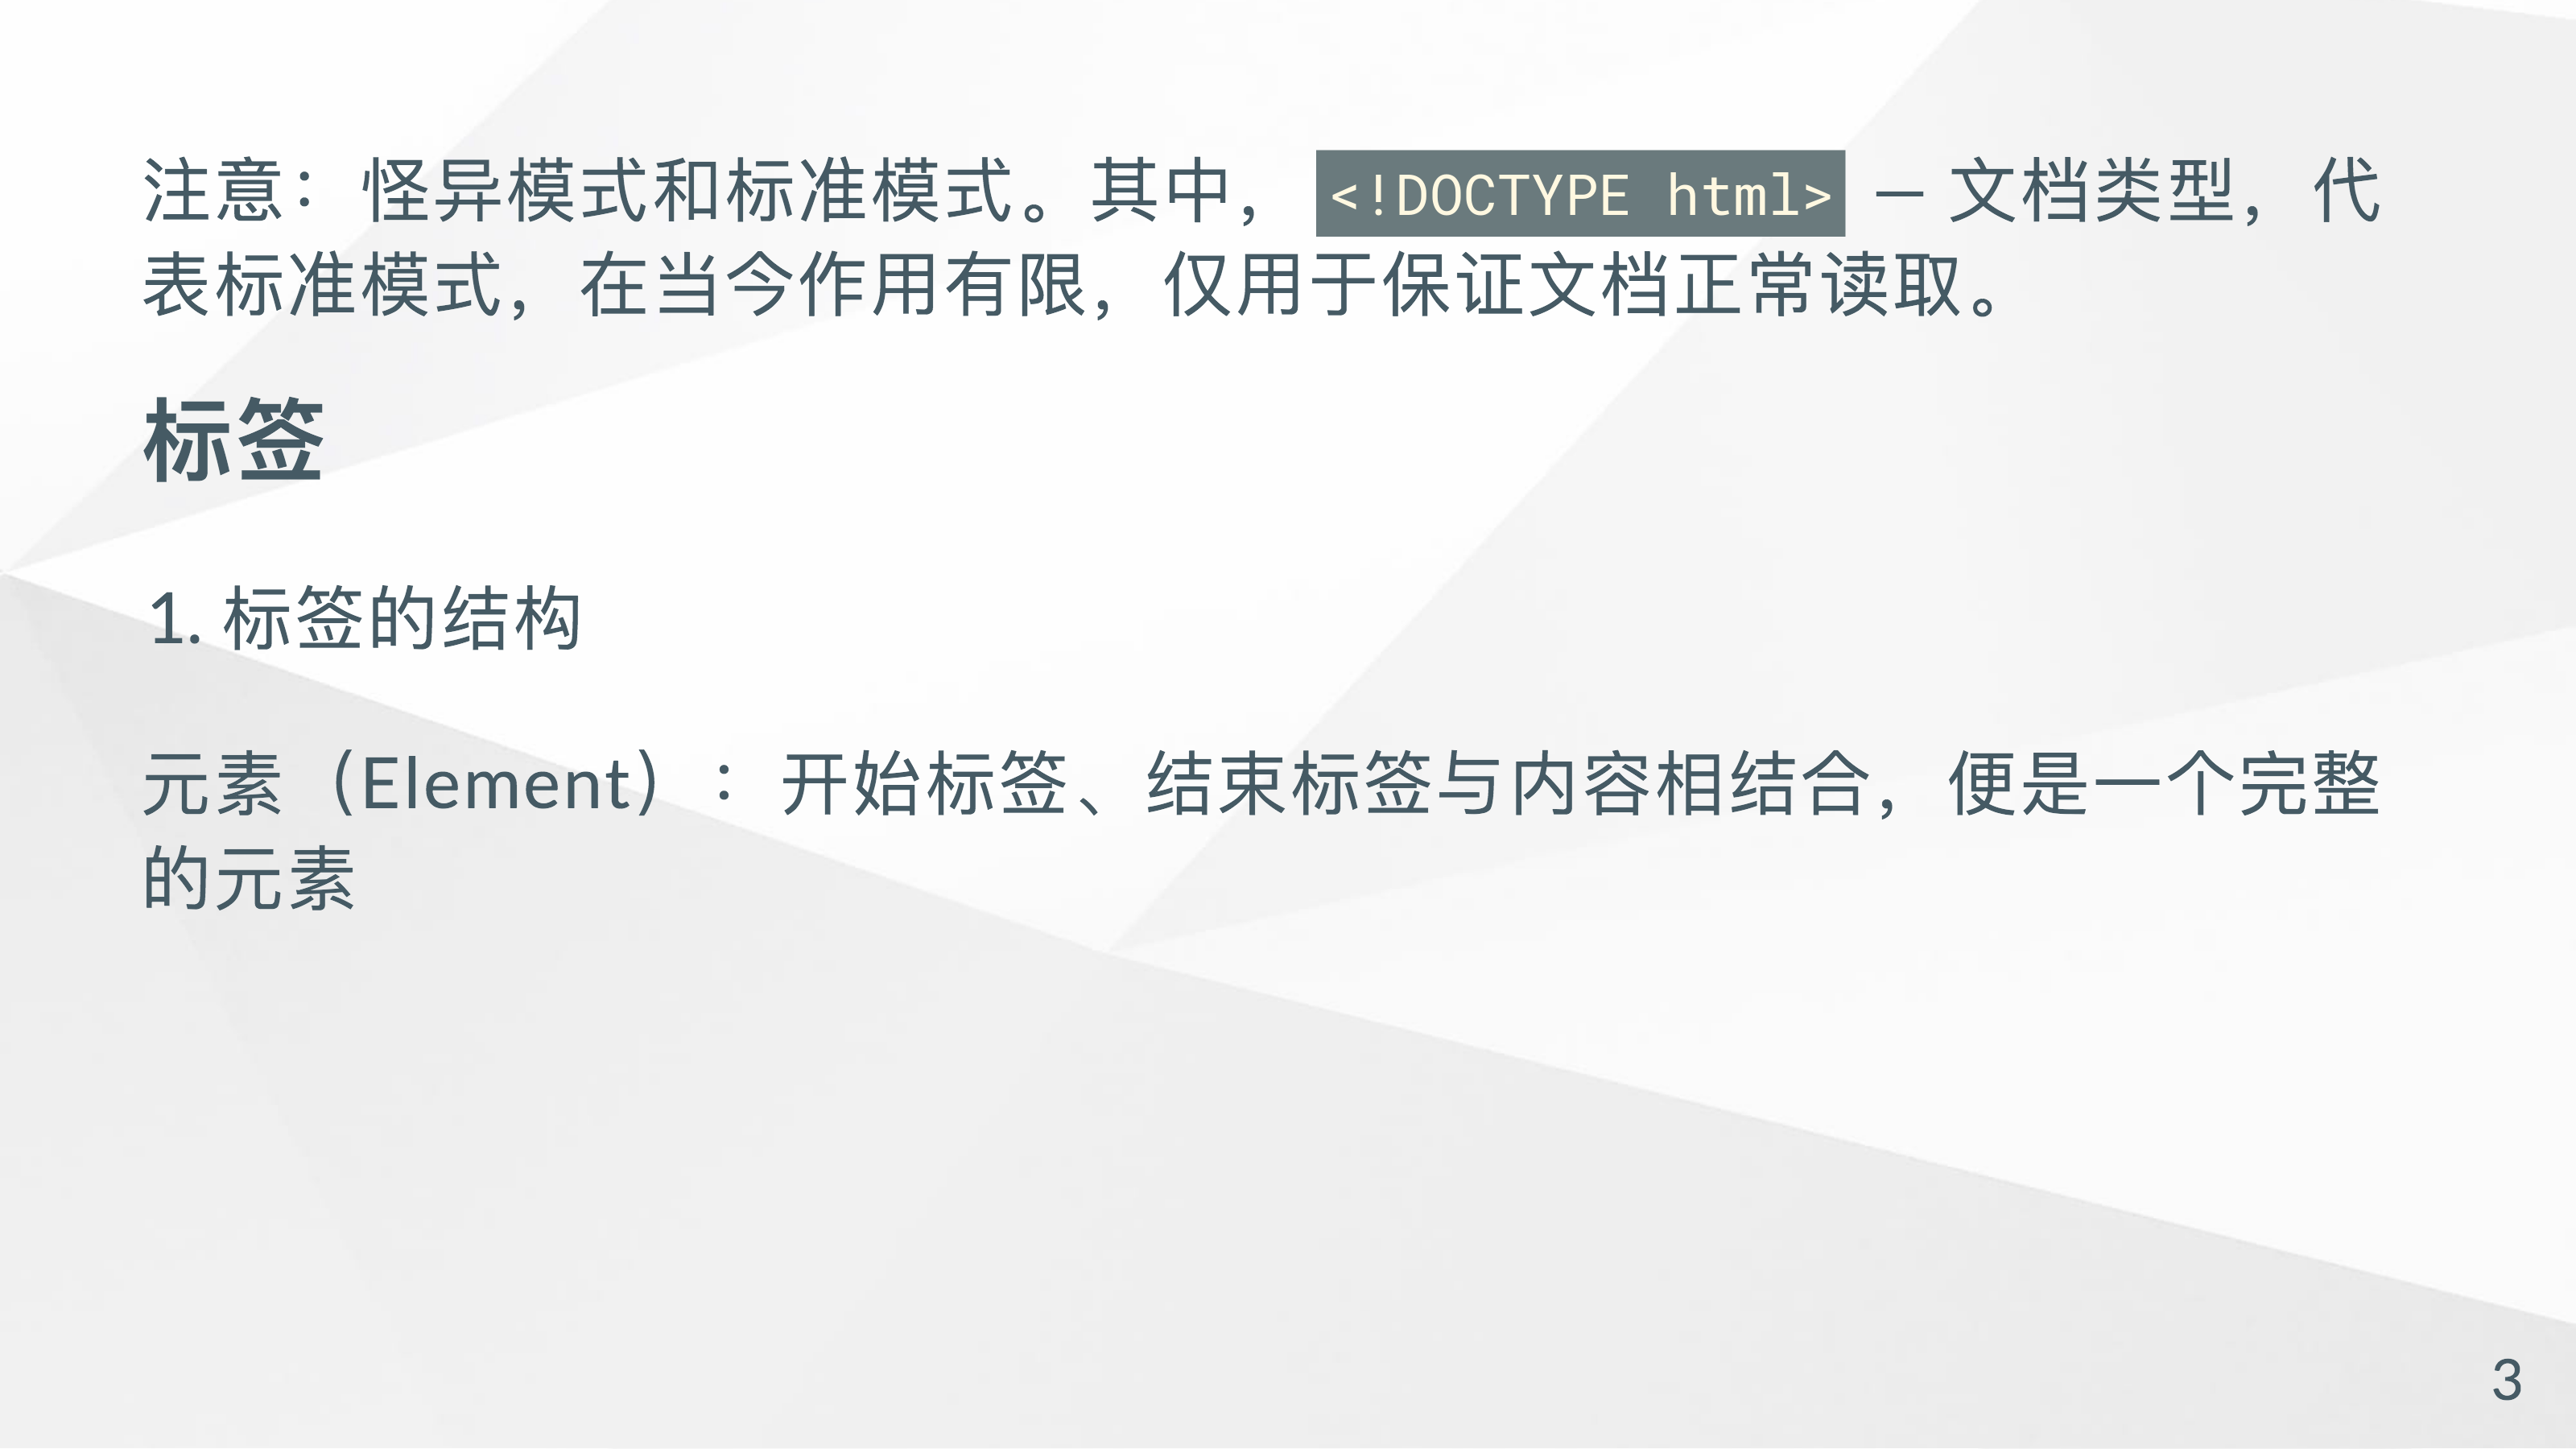 注意：怪异模式和标准模式。其中， <!DOCTYPE html> — 文档类型，代
表标准模式，在当今作用有限，仅用于保证文档正常读取。
标签
1. 标签的结构
元素（Element）：开始标签、结束标签与内容相结合，便是一个完整
的元素
3